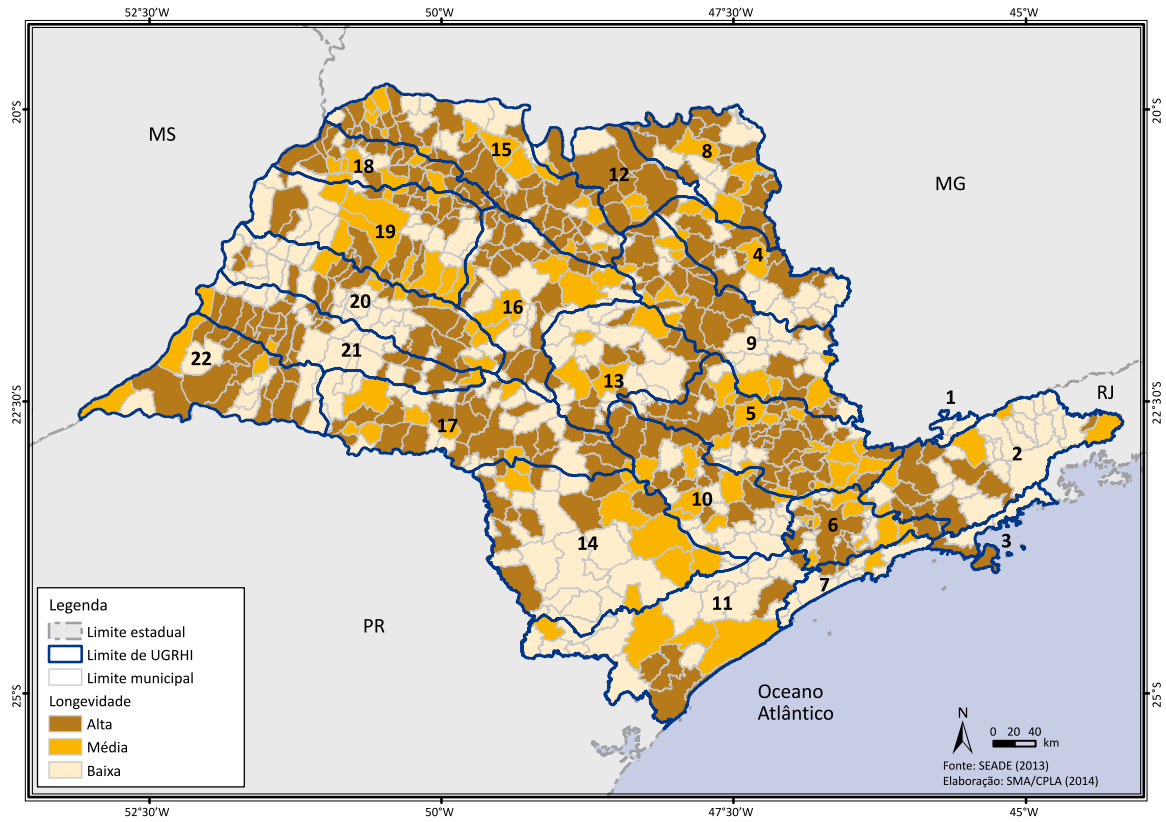 52°30'W 50°W 47°30'W 45°W
20°S 20°S
MS
MG
15
8
18
12
19
4
20
16
9
21
22
13
22°30'S 22°30'S
1
RJ
5
17
2
10
6
3
14
7
11
PR
Legenda
Limite estadual
Limite de UGRHI
Limite municipal
Longevidade
Alta
Média
Baixa
25°S 25°S
Oceano
Atlântico
N
0 20 40
km
Fonte: SEADE (2013)
Elaboração: SMA/CPLA (2014)
52°30'W 50°W 47°30'W 45°W